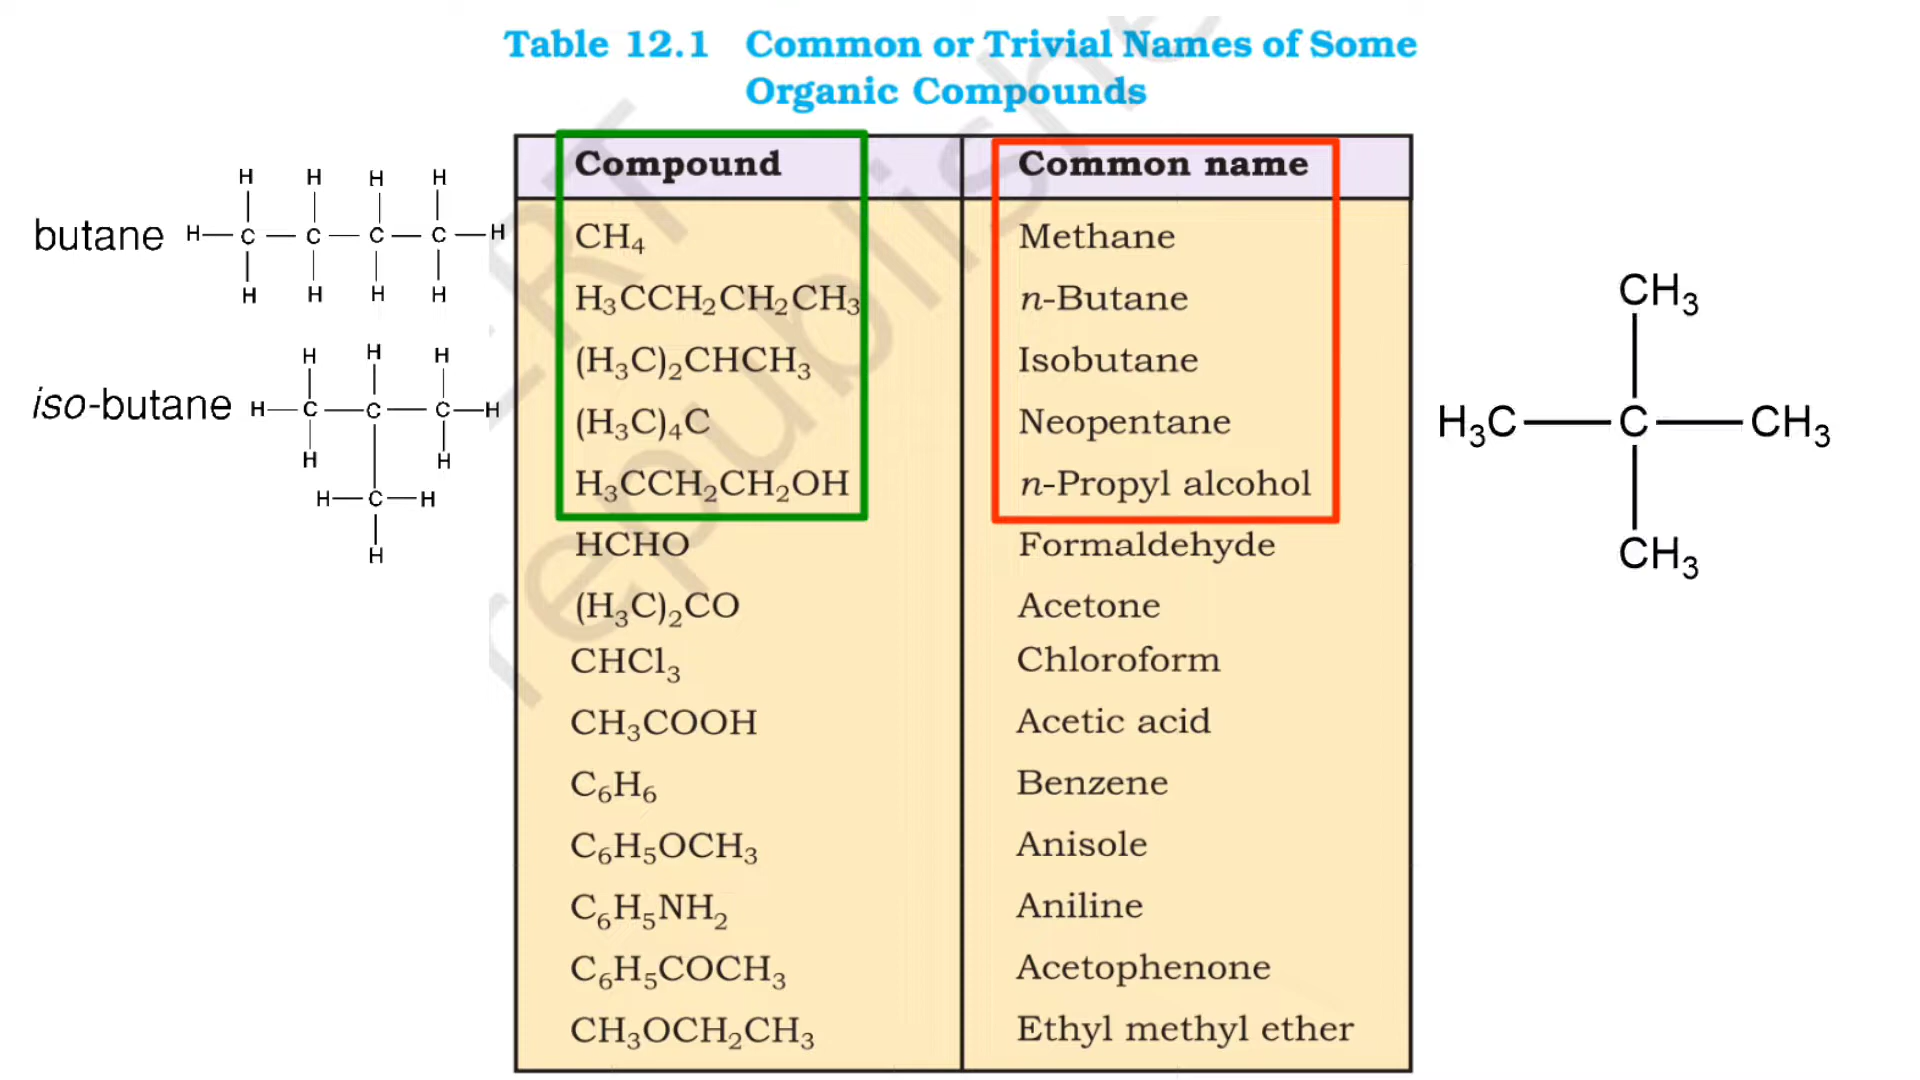 Table 12.1 Common or Trivial Names of Some
Organic Compounds
Compound Common name
CH₄ Methane
H₃CCH₂CH₂CH₃ n-Butane
(H₃C)₂CHCH₃ Isobutane
(H₃C)₄C Neopentane
H₃CCH₂CH₂OH n-Propyl alcohol
HCHO Formaldehyde
(H₃C)₂CO Acetone
CHCl₃ Chloroform
CH₃COOH Acetic acid
C₆H₆ Benzene
C₆H₅OCH₃ Anisole
C₆H₅NH₂ Aniline
C₆H₅COCH₃ Acetophenone
CH₃OCH₂CH₃ Ethyl methyl ether
H H H H
butane H C C C C H
H H H H
H H H
iso-butane H C C C H
H H
H C H
H
CH₃
H₃C C CH₃
CH₃